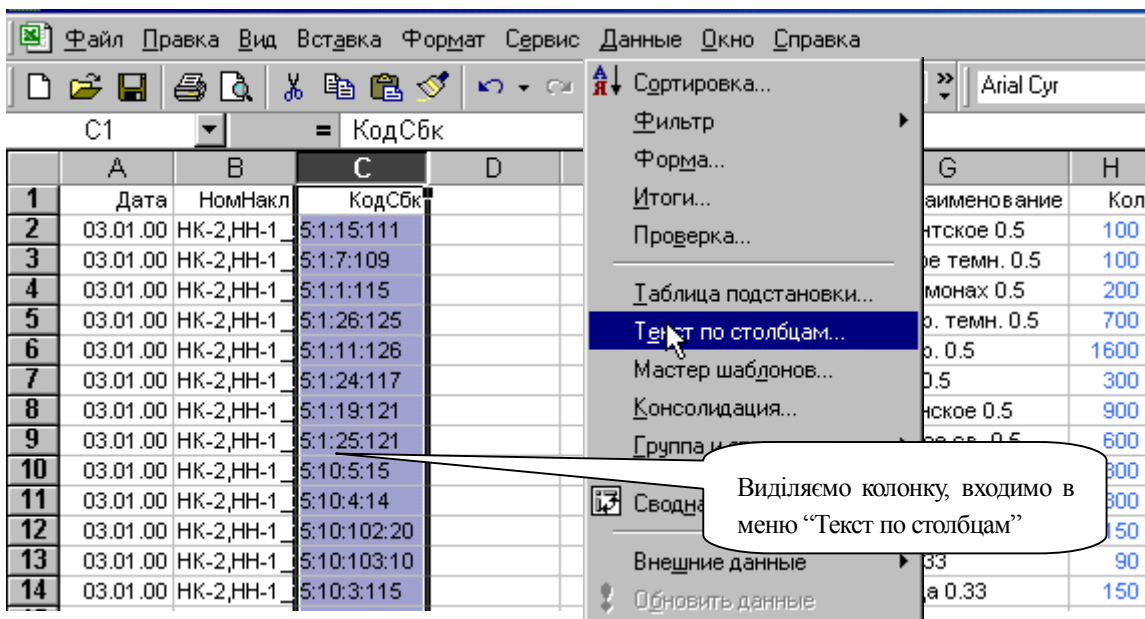 Файл Правка Вид Вставка Формат Сервис Данные Окно Справка
Arial Cyr
C1 = КодСбк
Сортировка...
Фильтр
Форма...
Итоги...
Проверка...
Таблица подстановки...
Текст по столбцам...
Мастер шаблонов...
Консолидация...
Группа и
Внешние данные
Обновить данные
Виділяємо колонку, входимо в
меню “Текст по столбцам”
A B C D G H
1 Дата НомНакл КодСбк аименование Кол
2 03.01.00 НК-2,НН-1_ 5:1:15:111 нтское 0.5 100
3 03.01.00 НК-2,НН-1_ 5:1:7:109 ое темн. 0.5 100
4 03.01.00 НК-2,НН-1_ 5:1:1:115 монах 0.5 200
5 03.01.00 НК-2,НН-1_ 5:1:26:125 р. темн. 0.5 700
6 03.01.00 НК-2,НН-1_ 5:1:11:126 р. 0.5 1600
7 03.01.00 НК-2,НН-1_ 5:1:24:117 0.5 300
8 03.01.00 НК-2,НН-1_ 5:1:19:121 нское 0.5 900
9 03.01.00 НК-2,НН-1_ 5:1:25:121 600
10 03.01.00 НК-2,НН-1_ 5:10:5:15 300
11 03.01.00 НК-2,НН-1_ 5:10:4:14 Сводна 300
12 03.01.00 НК-2,НН-1_ 5:10:102:20 150
13 03.01.00 НК-2,НН-1_ 5:10:103:10 33 90
14 03.01.00 НК-2,НН-1_ 5:10:3:115 а 0.33 150